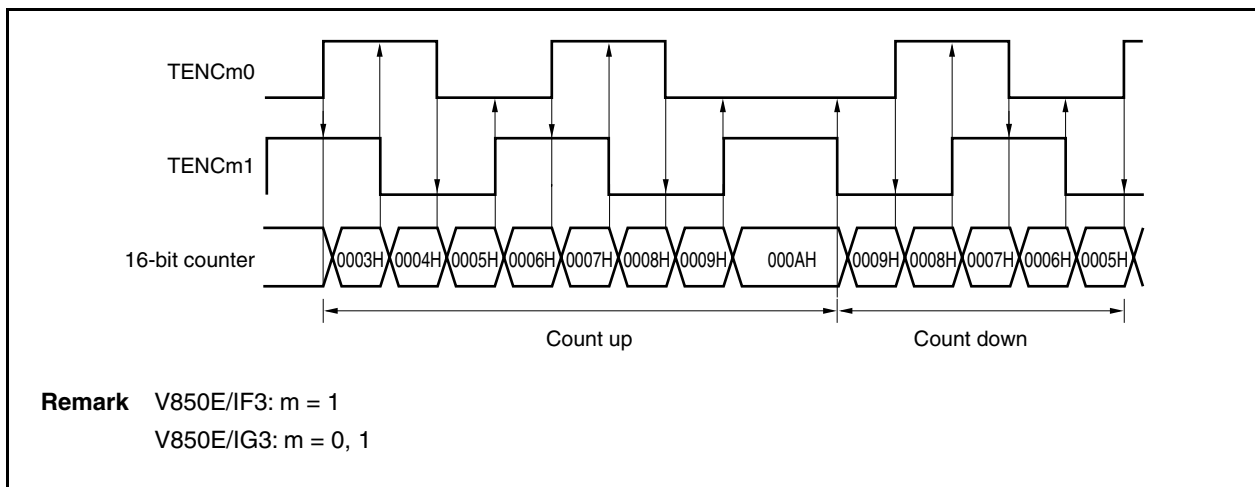 TENCm0
TENCm1
16-bit counter
0003H 0004H 0005H 0006H 0007H 0008H 0009H 000AH 0009H 0008H 0007H 0006H 0005H
Count up Count down
Remark V850E/IF3: m = 1
V850E/IG3: m = 0, 1